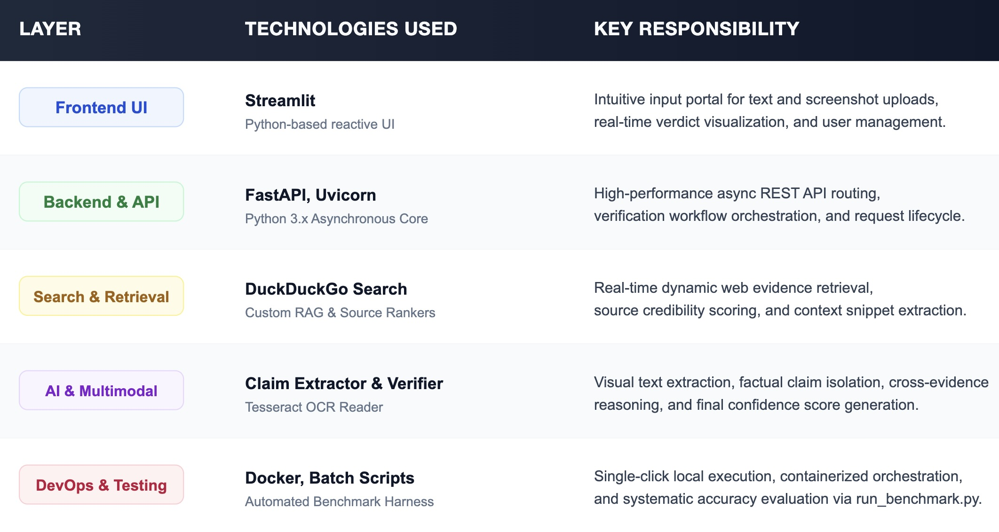 LAYER
TECHNOLOGIES USED
KEY RESPONSIBILITY
Frontend UI
Streamlit
Python-based reactive UI
Intuitive input portal for text and screenshot uploads,
real-time verdict visualization, and user management.
Backend & API
FastAPI, Uvicorn
Python 3.x Asynchronous Core
High-performance async REST API routing,
verification workflow orchestration, and request lifecycle.
Search & Retrieval
DuckDuckGo Search
Custom RAG & Source Rankers
Real-time dynamic web evidence retrieval,
source credibility scoring, and context snippet extraction.
AI & Multimodal
Claim Extractor & Verifier
Tesseract OCR Reader
Visual text extraction, factual claim isolation, cross-evidence
reasoning, and final confidence score generation.
DevOps & Testing
Docker, Batch Scripts
Automated Benchmark Harness
Single-click local execution, containerized orchestration,
and systematic accuracy evaluation via run_benchmark.py.